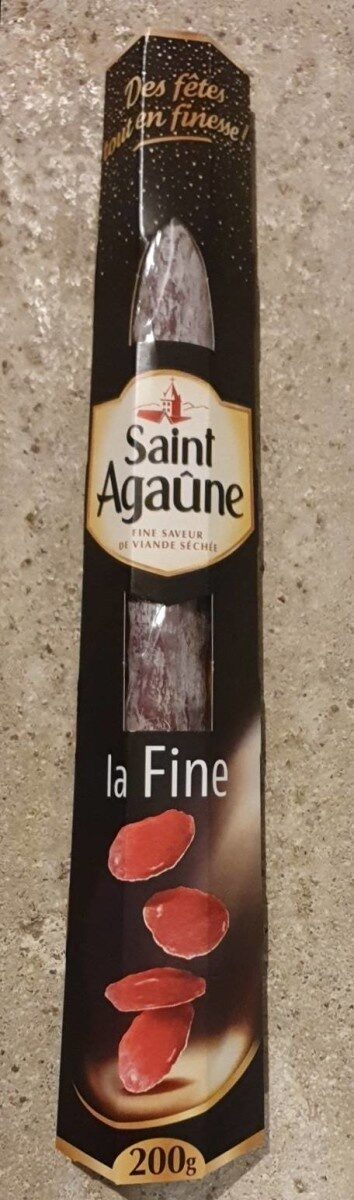 Des fêtes
tout en finesse!
Saint
Agaûne
FINE SAVEUR
DE VIANDE SÉCHÉE
la Fine
200g